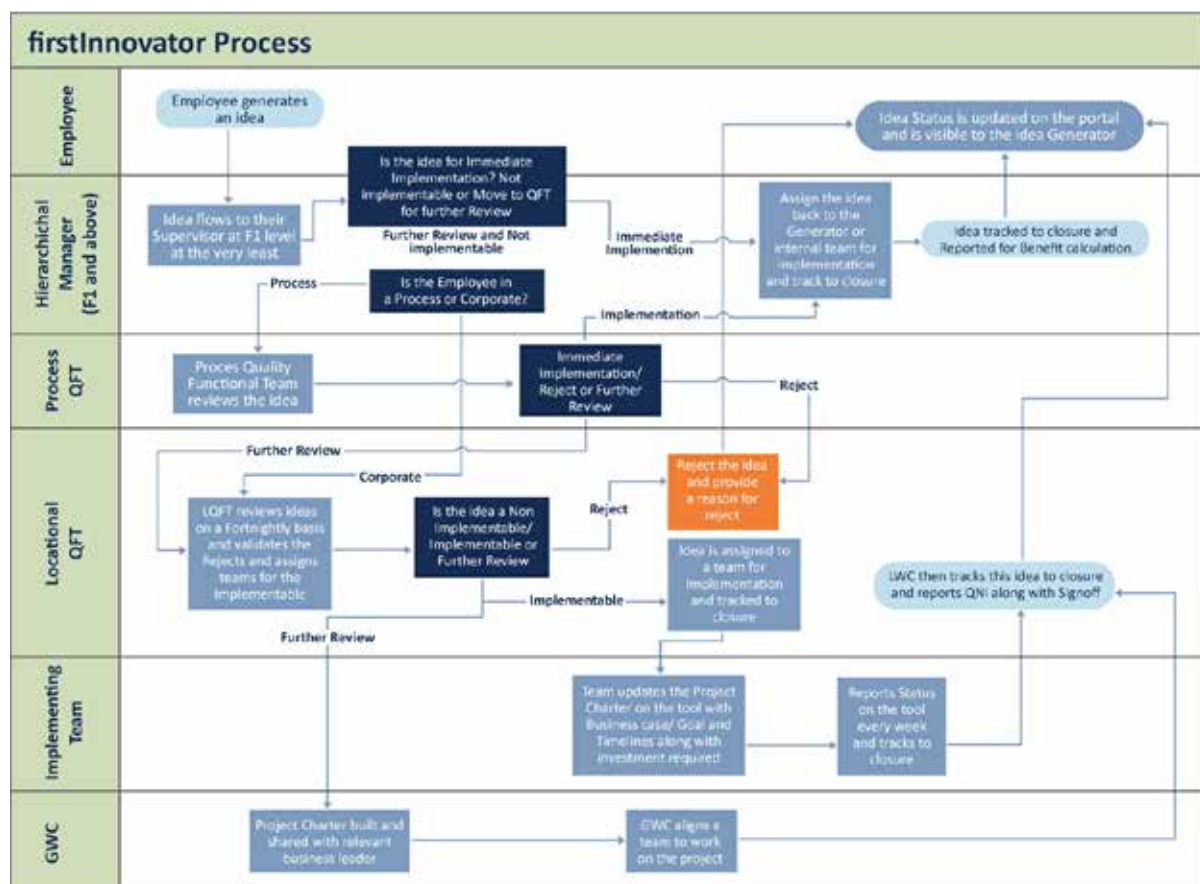 firstInnovator Process
Employee
Employee generates
an idea
Idea Status is updated on the portal
and is visible to the idea Generator
Is the idea for Immediate
Implementation? Not
implementable or Move to QFT
for further Review
Hierarchichal
Manager
(F1 and above)
Idea flows to their
Supervisor at F1 level
at the very least
Further Review and Not
implementable
Immediate
Implemention
Assign the idea
back to the
Generator or
internal team for
implementation
and track to closure
Idea tracked to closure and
Reported for Benefit calculation
Process
Is the Employee in
a Process or Corporate?
Implementation
Process
QFT
Proces Quality
Functional Team
reviews the idea
Immediate
Implementation/
Reject or Further
Review
Reject
Locational
QFT
Further Review
Corporate
LQFT reviews ideas
on a Fortnightly basis
and validates the
Rejects and assigns
teams for the
Implementable
Is the idea a Non
Implementable/
Implementable or
Further Review
Reject
Reject the idea
and provide
a reason for
reject
Idea is assigned to
a team for
implementation
and tracked to
closure
Implementable
Further Review
LWC then tracks this idea to closure
and reports QNI along with Signoff
Implementing
Team
Team updates the Project
Charter on the tool with
Business case/ Goal and
Timelines along with
investment required
Reports Status
on the tool
every week
and tracks to
closure
GWC
Project Charter built and
shared with relevant
business leader
GWC aligns a
team to work
on the project